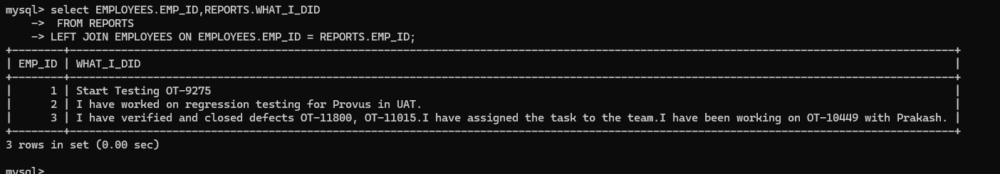 mysql> select EMPLOYEES.EMP_ID,REPORTS.WHAT_I_DID
    ->  FROM REPORTS
    -> LEFT JOIN EMPLOYEES ON EMPLOYEES.EMP_ID = REPORTS.EMP_ID;
| EMP_ID | WHAT_I_DID |
| 1 | Start Testing OT-9275 |
| 2 | I have worked on regression testing for Provus in UAT. |
| 3 | I have verified and closed defects OT-11800, OT-11015.I have assigned the task to the team.I have been working on OT-10449 with Prakash. |
3 rows in set (0.00 sec)
mysql>